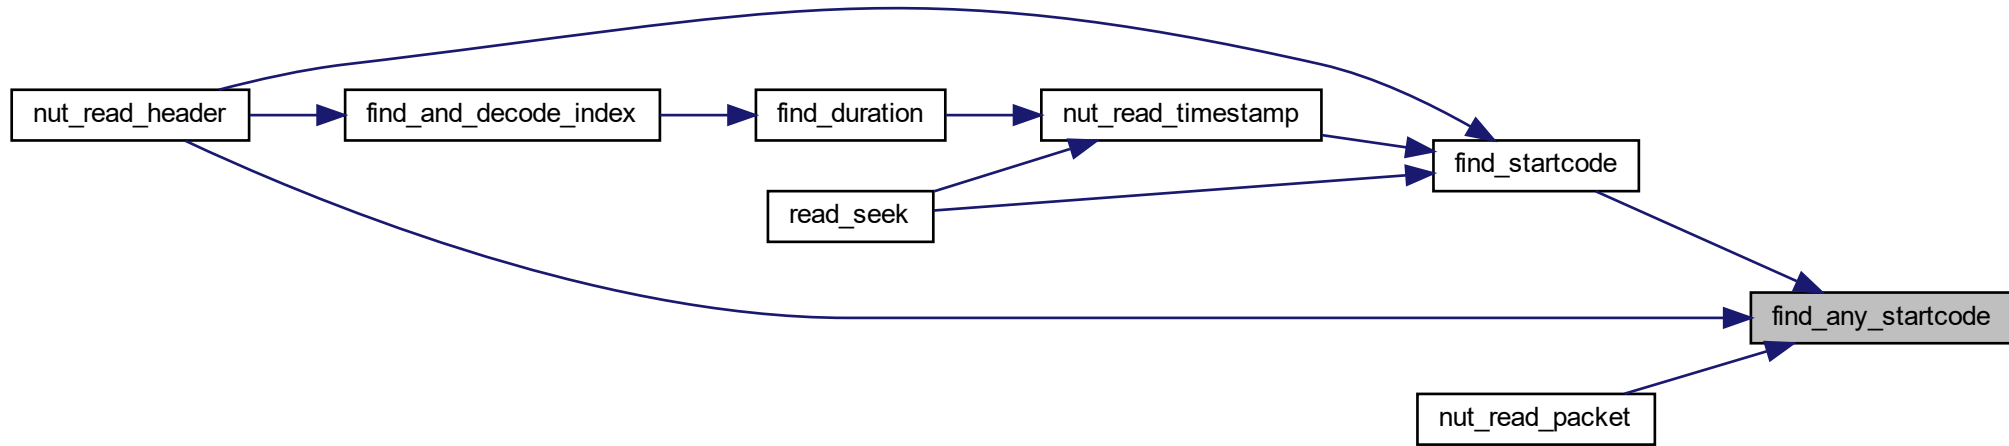 nut_read_header
find_and_decode_index
find_duration
nut_read_timestamp
find_startcode
read_seek
find_any_startcode
nut_read_packet